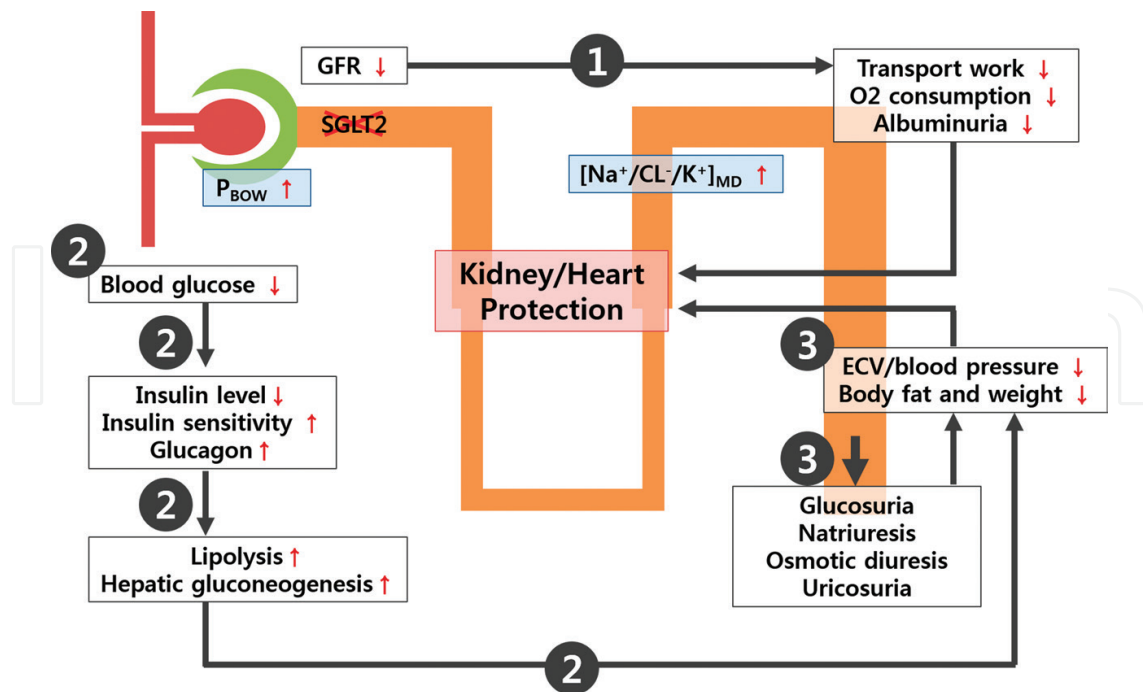 GFR ↓
1
Transport work ↓
O2 consumption ↓
Albuminuria ↓
SGLT2
P_BOW ↑
[Na⁺/CL⁻/K⁺]_MD ↑
2
Blood glucose ↓
Kidney/Heart
Protection
2
3
ECV/blood pressure ↓
Body fat and weight ↓
Insulin level ↓
Insulin sensitivity ↑
Glucagon ↑
3
2
Glucosuria
Natriuresis
Osmotic diuresis
Uricosuria
Lipolysis ↑
Hepatic gluconeogenesis ↑
2